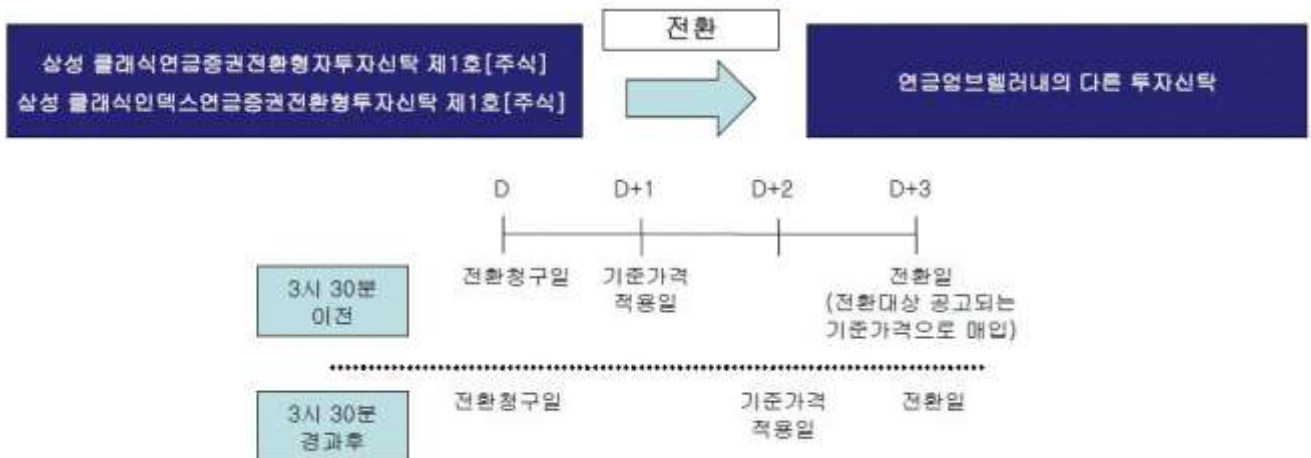 전환
삼성 클래식연금증권전환형자투자신탁 제1호[주식]
삼성 클래식인덱스연금증권전환형투자신탁 제1호[주식]
연금엄브렐러내의 다른 투자신탁
D D+1 D+2 D+3
3시 30분
이전
전환청구일
기준가격
적용일
전환일
(전환대상 공고되는
기준가격으로 매입)
3시 30분
경과후
전환청구일
기준가격
적용일
전환일